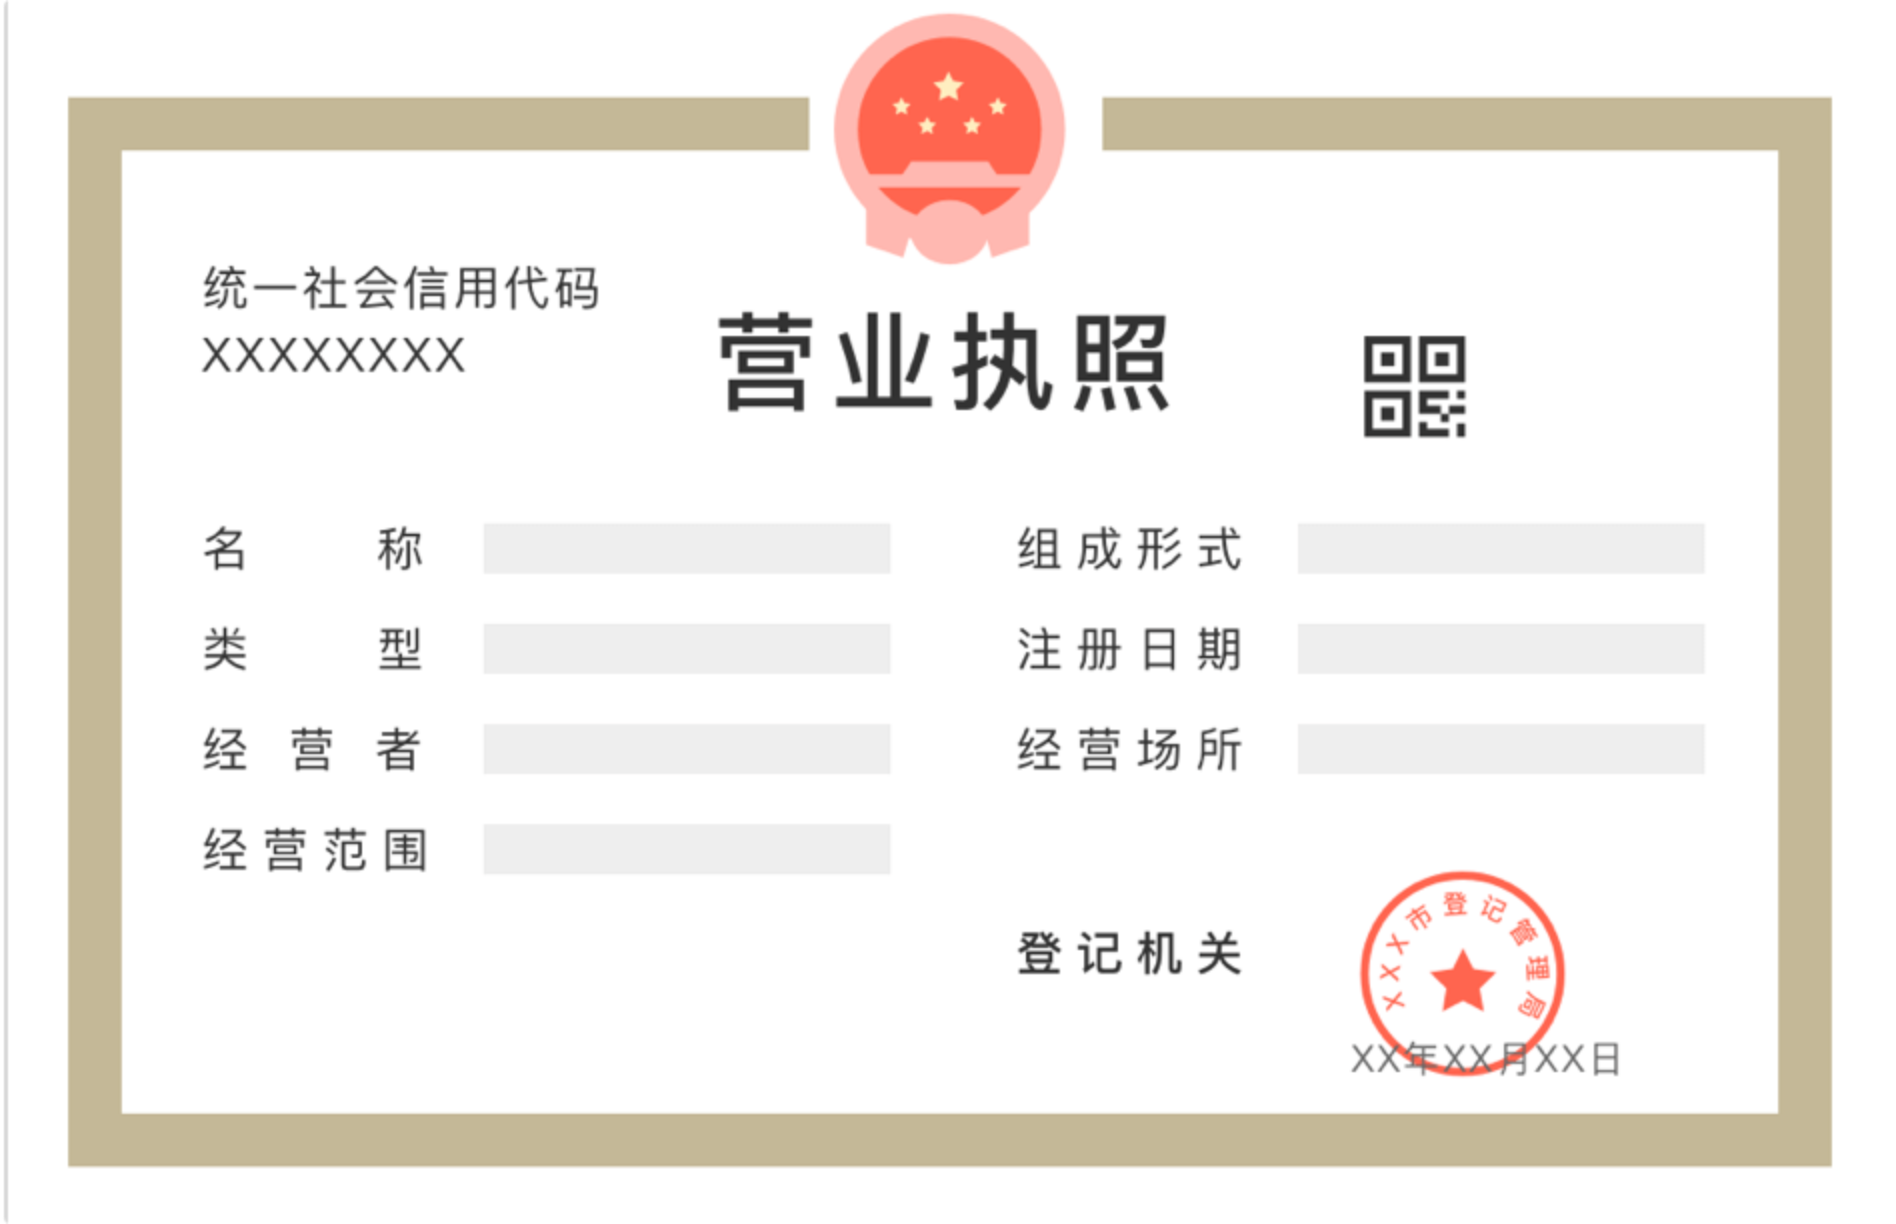 统一社会信用代码
XXXXXXXX
营业执照
名称
组成形式
类型
注册日期
经营者
经营场所
经营范围
登记机关
XXX市登记管理局
XX年XX月XX日